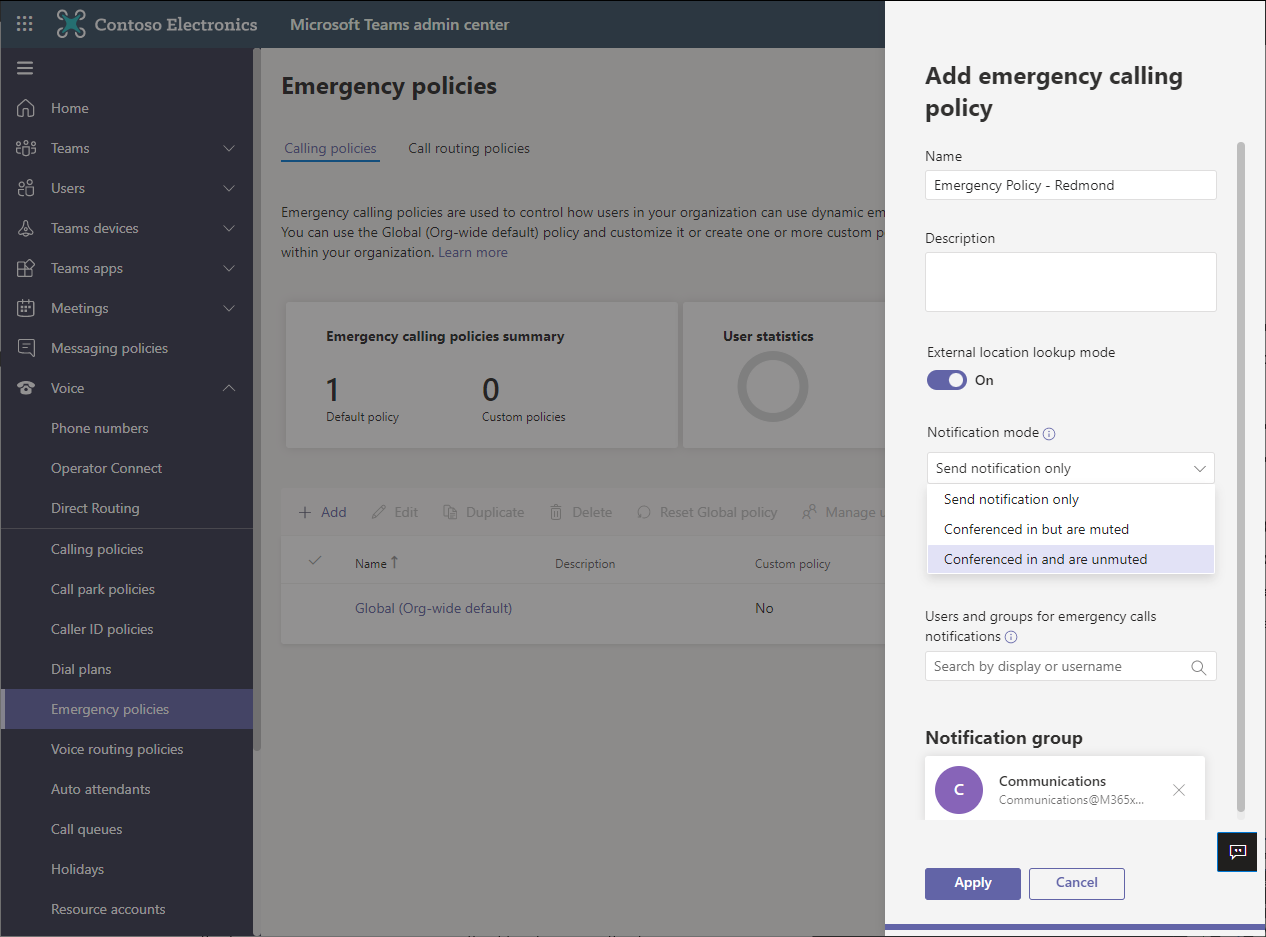 Contoso Electronics
Microsoft Teams admin center
Home
Teams
Users
Teams devices
Teams apps
Meetings
Messaging policies
Voice
Phone numbers
Operator Connect
Direct Routing
Calling policies
Call park policies
Caller ID policies
Dial plans
Emergency policies
Voice routing policies
Auto attendants
Call queues
Holidays
Resource accounts
Emergency policies
Calling policies
Call routing policies
Emergency calling policies are used to control how users in your organization can use dynamic em
You can use the Global (Org-wide default) policy and customize it or create one or more custom p
within your organization. Learn more
Emergency calling policies summary
1
Default policy
0
Custom policies
User statistics
Add
Edit
Duplicate
Delete
Reset Global policy
Manage u
Name
Description
Custom policy
Global (Org-wide default)
No
Add emergency calling
policy
Name
Emergency Policy - Redmond
Description
External location lookup mode
On
Notification mode
Send notification only
Send notification only
Conferenced in but are muted
Conferenced in and are unmuted
Users and groups for emergency calls
notifications
Search by display or username
Notification group
C
Communications
Communications@M365x...
Apply
Cancel